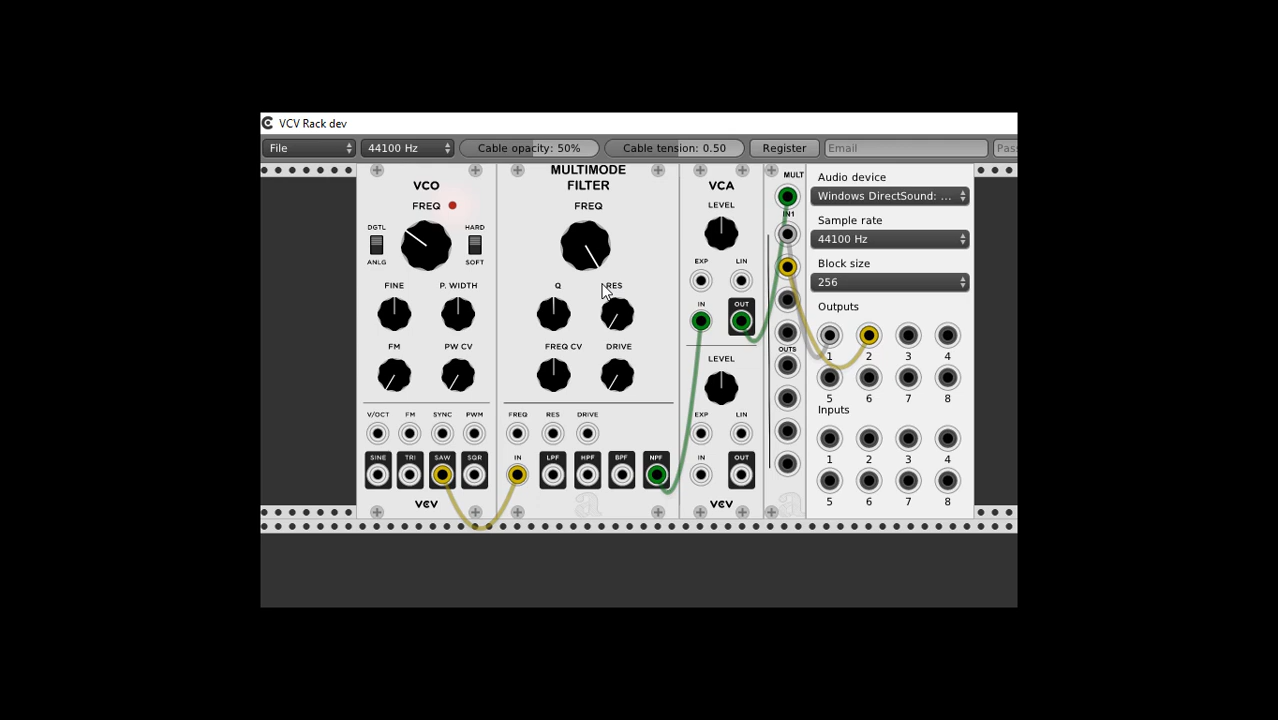 VCV Rack dev
File
44100 Hz
Cable opacity: 50%
Cable tension: 0.50
Register
Email
Pas
VCO
FREQ
DGTL
ANLG
HARD
SOFT
FINE
P. WIDTH
FM
PW CV
V/OCT
FM
SYNC
PWM
SINE
TRI
SAW
SQR
VCV
MULTIMODE
FILTER
FREQ
Q
RES
FREQ CV
DRIVE
FREQ
RES
DRIVE
IN
LPF
HPF
BPF
NPF
a
VCA
LEVEL
EXP
LIN
IN
OUT
LEVEL
EXP
LIN
IN
OUT
VCV
MULT
IN1
OUTS
a
Audio device
Windows DirectSound: ...
Sample rate
44100 Hz
Block size
256
Outputs
1 2 3 4
5 6 7 8
Inputs
1 2 3 4
5 6 7 8